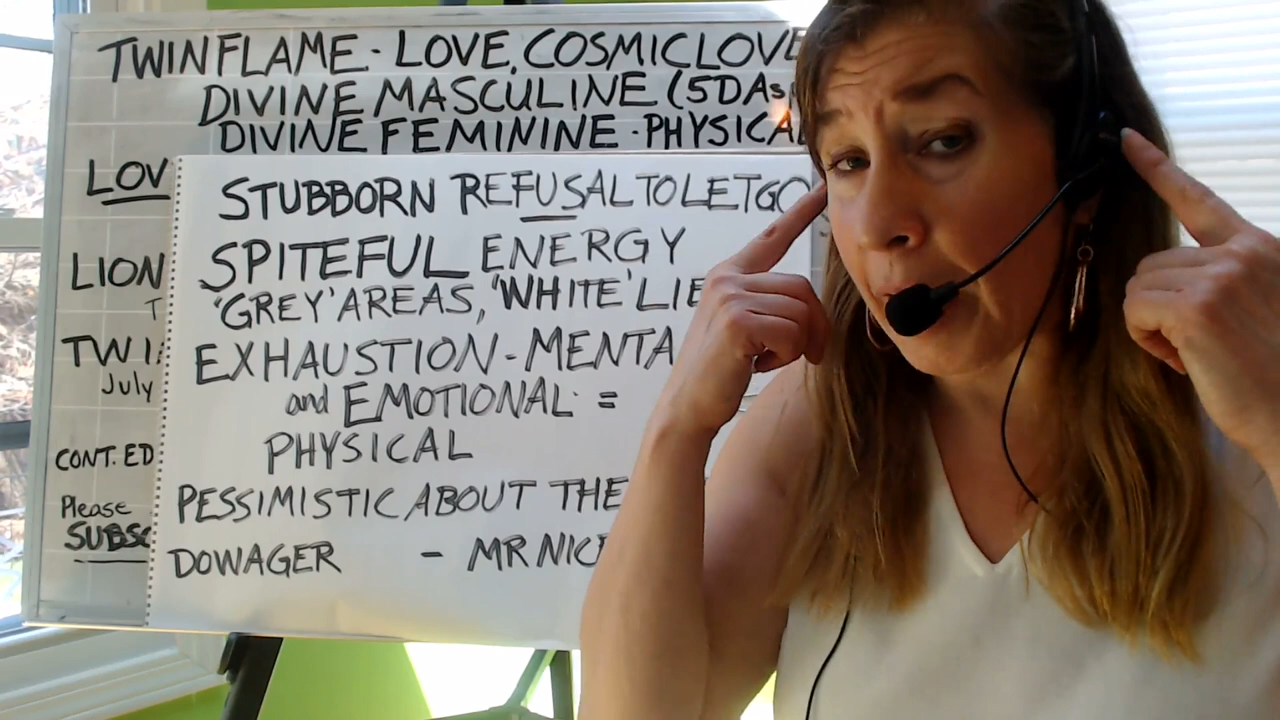 TWIN FLAME - LOVE, COSMIC LOVE
DIVINE MASCULINE (5D
DIVINE FEMININE - PHYSICAL
LOV
STUBBORN REFUSAL TO LET GO
SPITEFUL ENERGY
LION
'GREY' AREAS, 'WHITE' LIE
T
EXHAUSTION - MENTA
TWI
July
and EMOTIONAL =
PHYSICAL
CONT. ED
PESSIMISTIC ABOUT THE
Please
SUBSC
DOWAGER - MR NICE